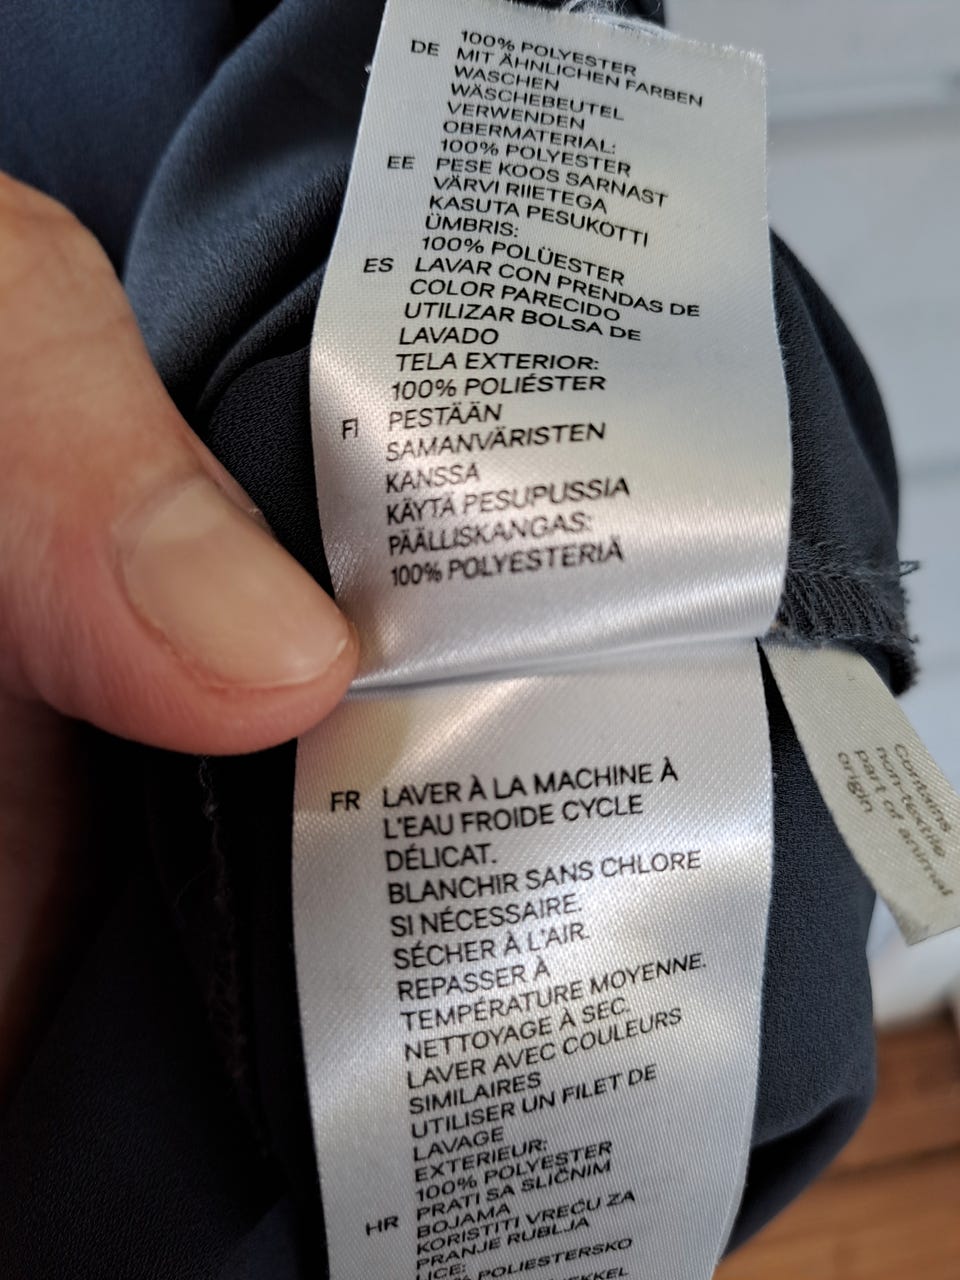 100% POLYESTER
DE MIT ÄHNLICHEN FARBEN
WASCHEN
WÄSCHEBEUTEL
VERWENDEN
OBERMATERIAL:
100% POLYESTER
EE PESE KOOS SARNAST
VÄRVI RIIETEGA
KASUTA PESUKOTTI
ÜMBRIS:
100% POLÜESTER
ES LAVAR CON PRENDAS DE
COLOR PARECIDO
UTILIZAR BOLSA DE
LAVADO
TELA EXTERIOR:
100% POLIÉSTER
FI PESTÄÄN
SAMANVÄRISTEN
KANSSA
KÄYTÄ PESUPUSSIA
PÄÄLLISKANGAS:
100% POLYESTERIÄ
FR LAVER À LA MACHINE À
L'EAU FROIDE CYCLE
DÉLICAT.
BLANCHIR SANS CHLORE
SI NÉCESSAIRE.
SÉCHER À L'AIR.
REPASSER À
TEMPÉRATURE MOYENNE.
NETTOYAGE À SEC.
LAVER AVEC COULEURS
SIMILAIRES
UTILISER UN FILET DE
LAVAGE
EXTERIEUR:
100% POLYESTER
HR PRATI SA SLIČNIM
BOJAMA
KORISTITI VREĆU ZA
PRANJE RUBLJA
LICE:
POLIESTERSKO
contains
non-textile
part of animal
origin